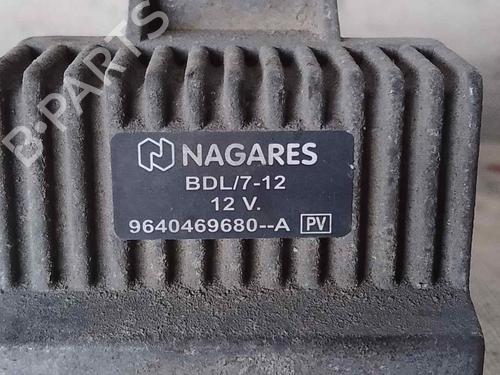 B-PARTS
NAGARES
BDL/7-12
12 V.
9640469680--A PV